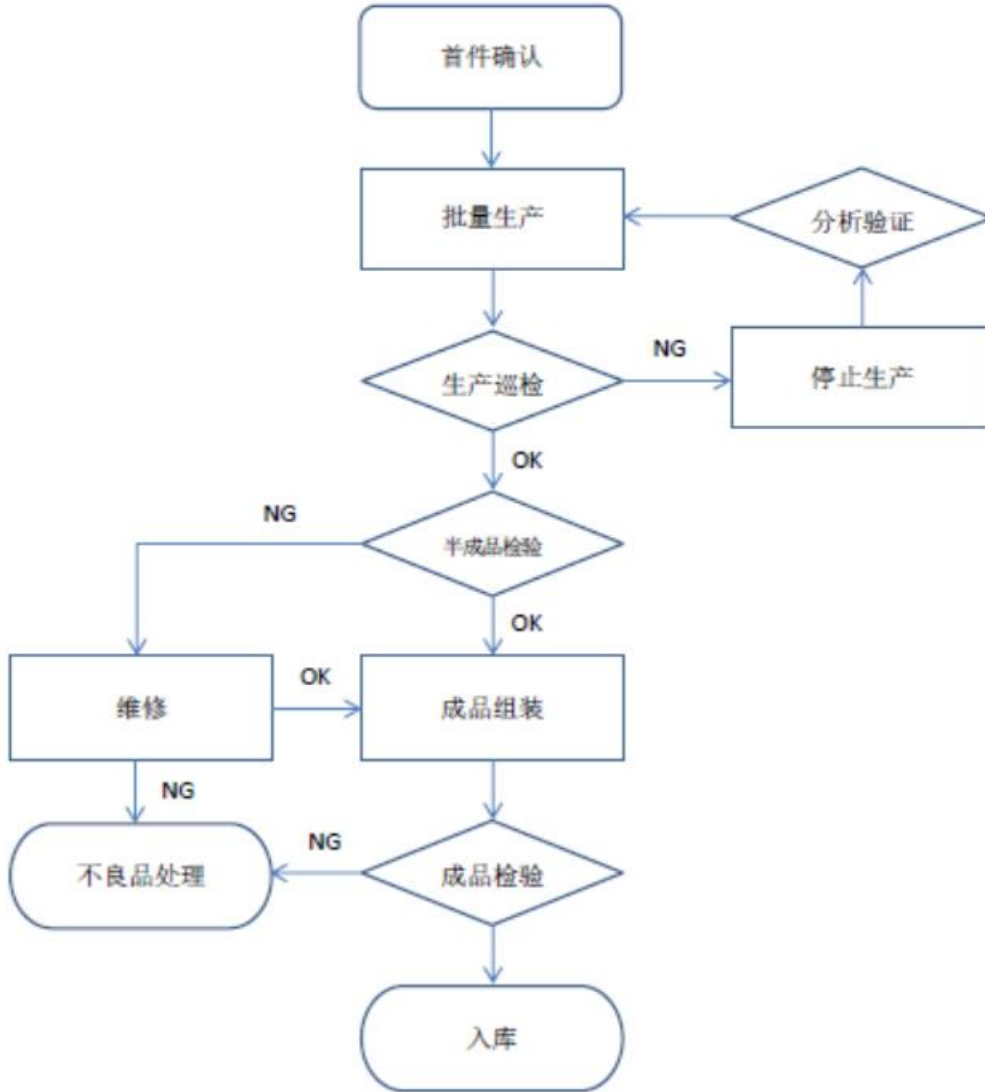 首件确认
批量生产
分析验证
生产巡检
NG
停止生产
OK
NG
半成品检验
OK
维修
OK
成品组装
NG
不良品处理
NG
成品检验
入库